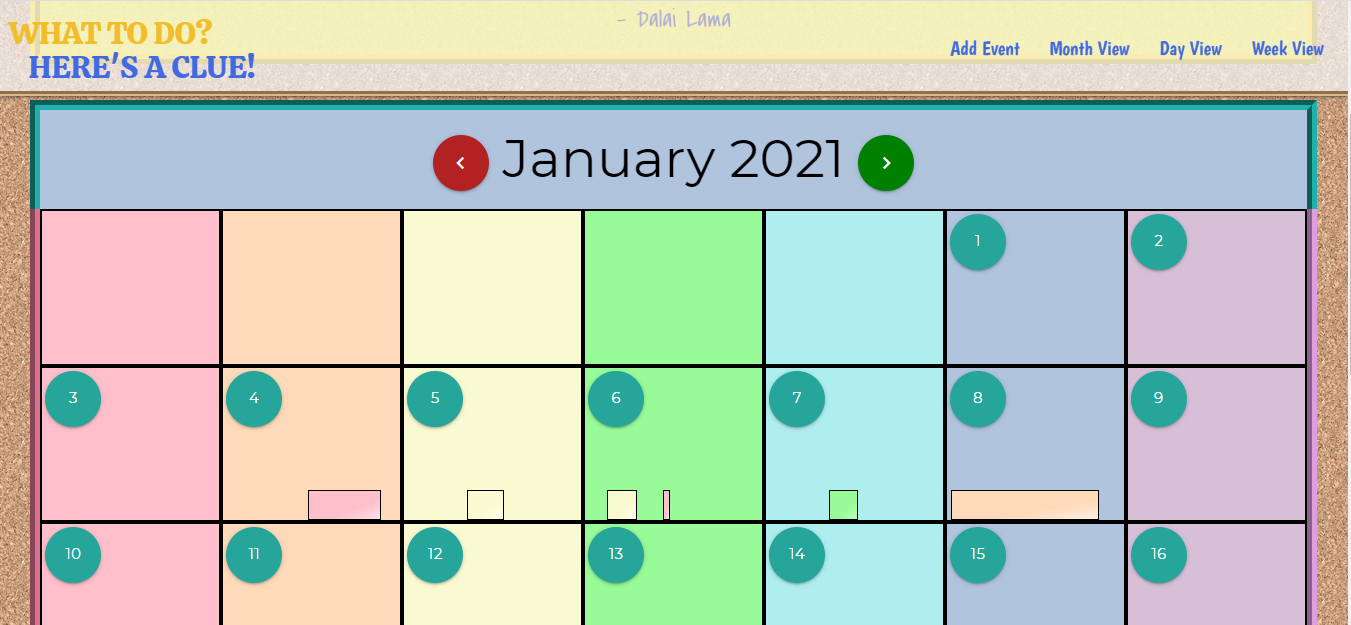 - Dalai Lama
WHAT TO DO?
HERE'S A CLUE!
Add Event Month View Day View Week View
January 2021
1 2
3 4 5 6 7 8 9
10 11 12 13 14 15 16